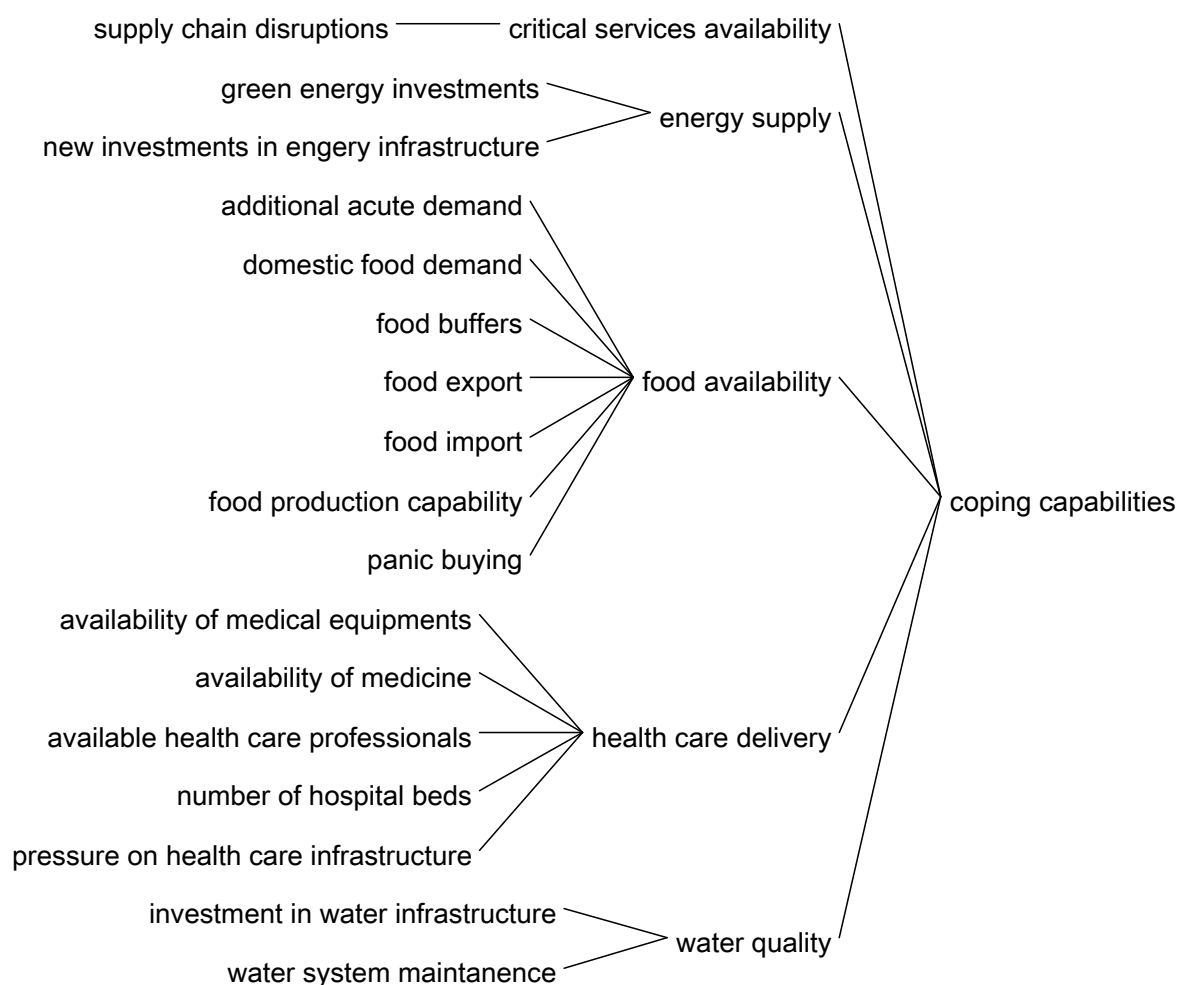 supply chain disruptions
critical services availability
green energy investments
energy supply
new investments in engery infrastructure
additional acute demand
domestic food demand
food buffers
food export
food availability
food import
food production capability
coping capabilities
panic buying
availability of medical equipments
availability of medicine
available health care professionals
health care delivery
number of hospital beds
pressure on health care infrastructure
investment in water infrastructure
water quality
water system maintanence